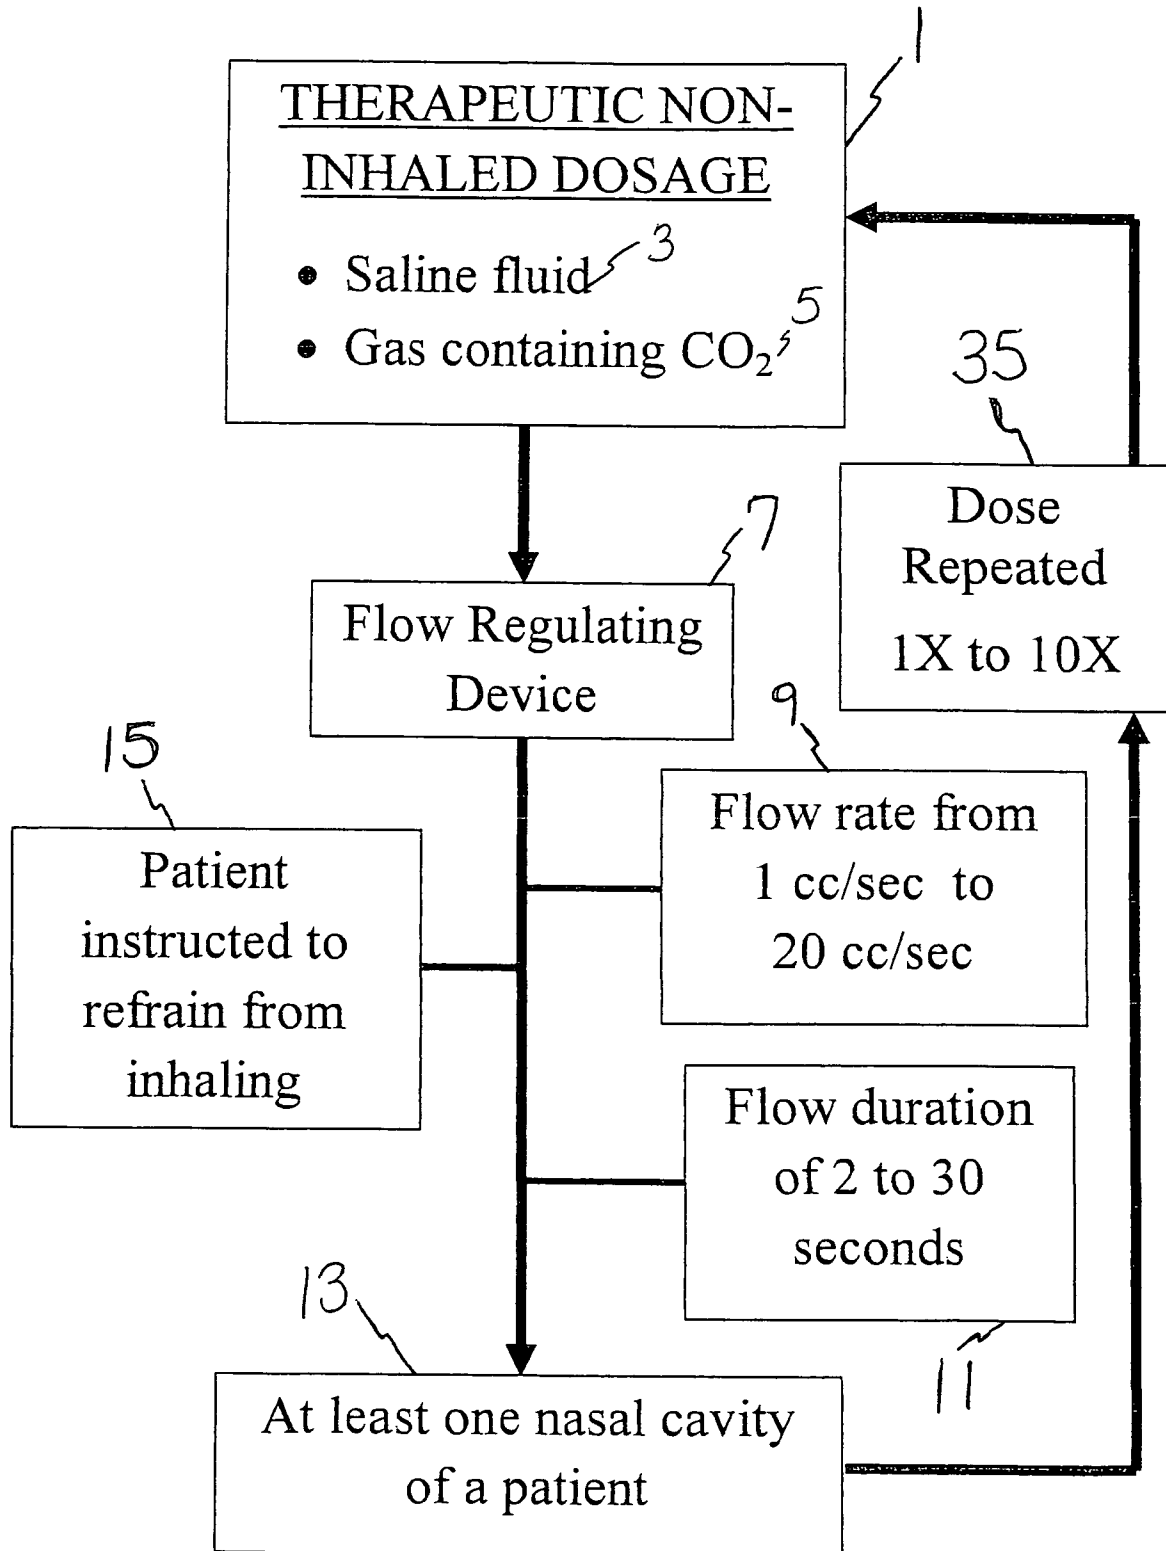 1
THERAPEUTIC NON-
INHALED DOSAGE
• Saline fluid 3
• Gas containing CO₂ 5
35
Dose
Repeated
1X to 10X
7
Flow Regulating
Device
9
Flow rate from
1 cc/sec to
20 cc/sec
15
Patient
instructed to
refrain from
inhaling
Flow duration
of 2 to 30
seconds
11
13
At least one nasal cavity
of a patient